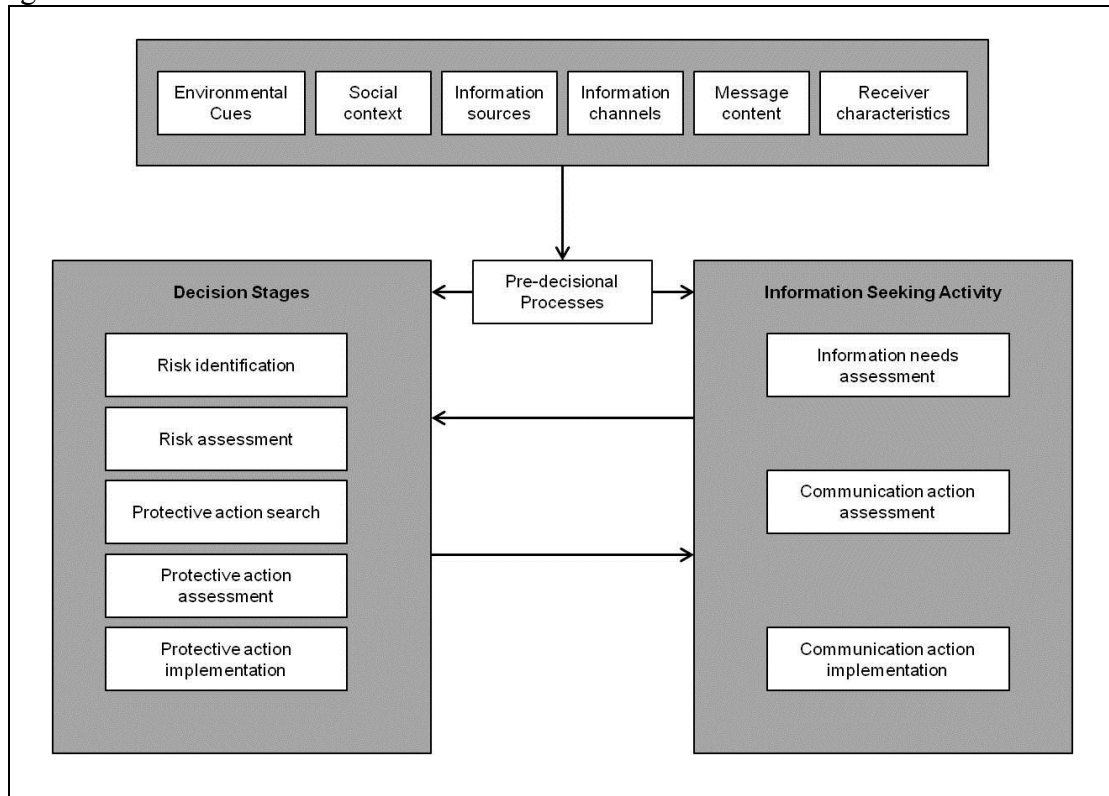 Environmental
Cues
Social
context
Information
sources
Information
channels
Message
content
Receiver
characteristics
Pre-decisional
Processes
Decision Stages
Risk identification
Risk assessment
Protective action search
Protective action
assessment
Protective action
implementation
Information Seeking Activity
Information needs
assessment
Communication action
assessment
Communication action
implementation